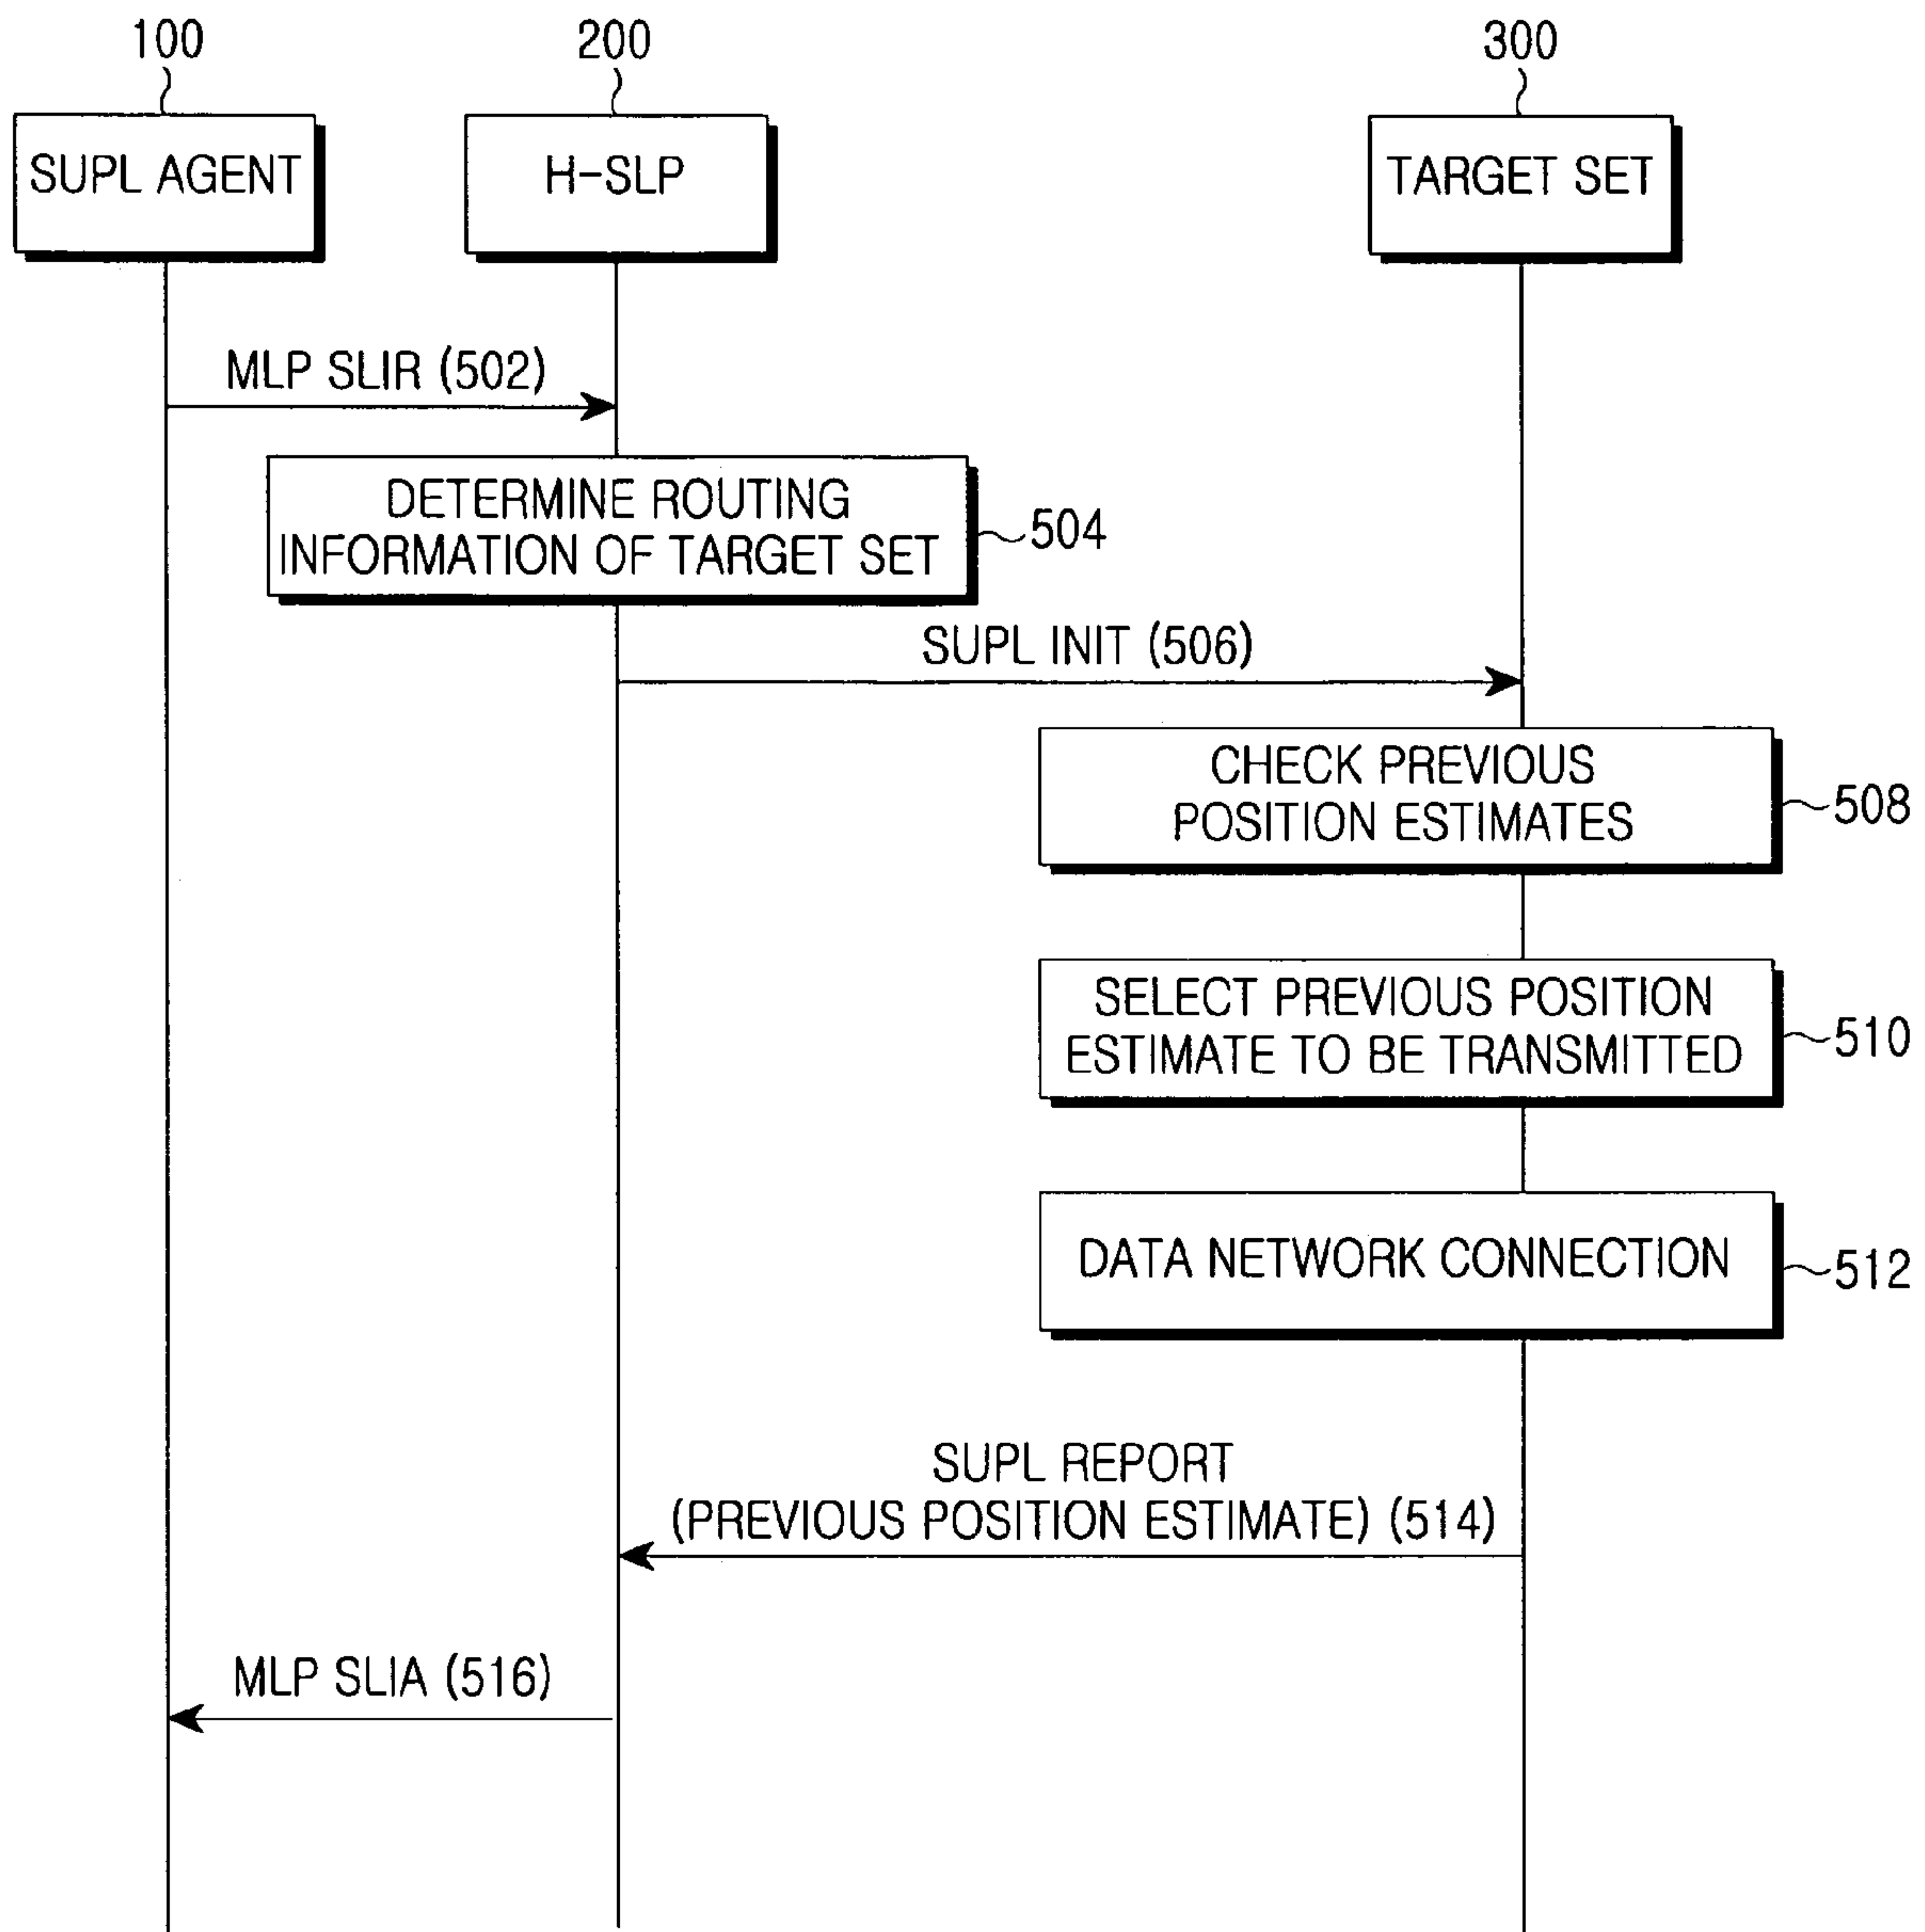 100
200
300
SUPL AGENT
H-SLP
TARGET SET
MLP SLIR (502)
DETERMINE ROUTING
INFORMATION OF TARGET SET
504
SUPL INIT (506)
CHECK PREVIOUS
POSITION ESTIMATES
508
SELECT PREVIOUS POSITION
ESTIMATE TO BE TRANSMITTED
510
DATA NETWORK CONNECTION
512
SUPL REPORT
(PREVIOUS POSITION ESTIMATE) (514)
MLP SLIA (516)